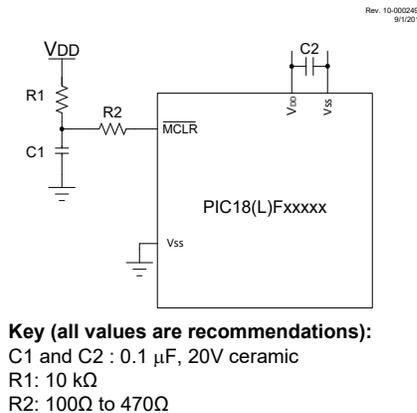 Rev. 10-000249
9/1/201
VDD
C2
R1
R2
VDD
Vss
MCLR
C1
PIC18(L)Fxxxxx
Vss
Key (all values are recommendations):
C1 and C2 : 0.1 μF, 20V ceramic
R1: 10 kΩ
R2: 100Ω to 470Ω